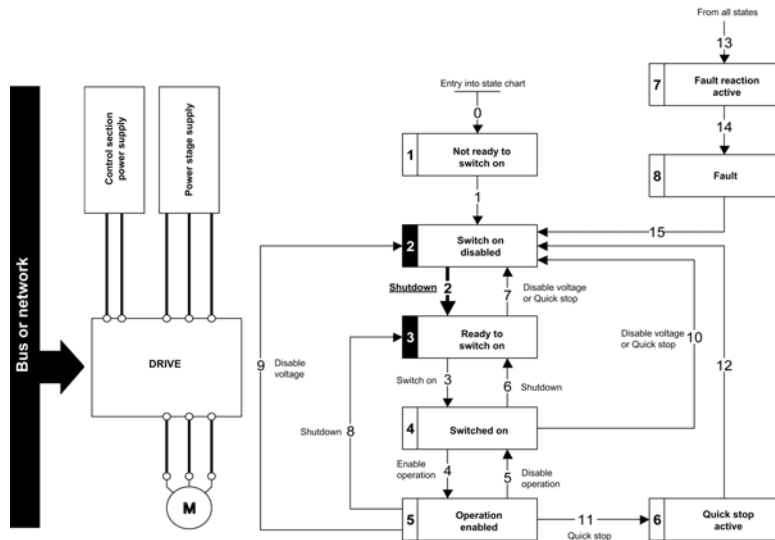 Bus or network
Control section
power supply
Power stage supply
DRIVE
M
From all states
13
7
Fault reaction
active
14
8
Fault
15
Entry into state chart
0
1
Not ready to
switch on
1
2
Switch on
disabled
Shutdown
2
7
Disable voltage
or Quick stop
3
Ready to
switch on
Switch on
3
6
Shutdown
4
Switched on
Enable
operation
4
5
Disable
operation
5
Operation
enabled
9
Disable
voltage
Shutdown
8
Disable voltage
or Quick stop
10
12
11
Quick stop
6
Quick stop
active